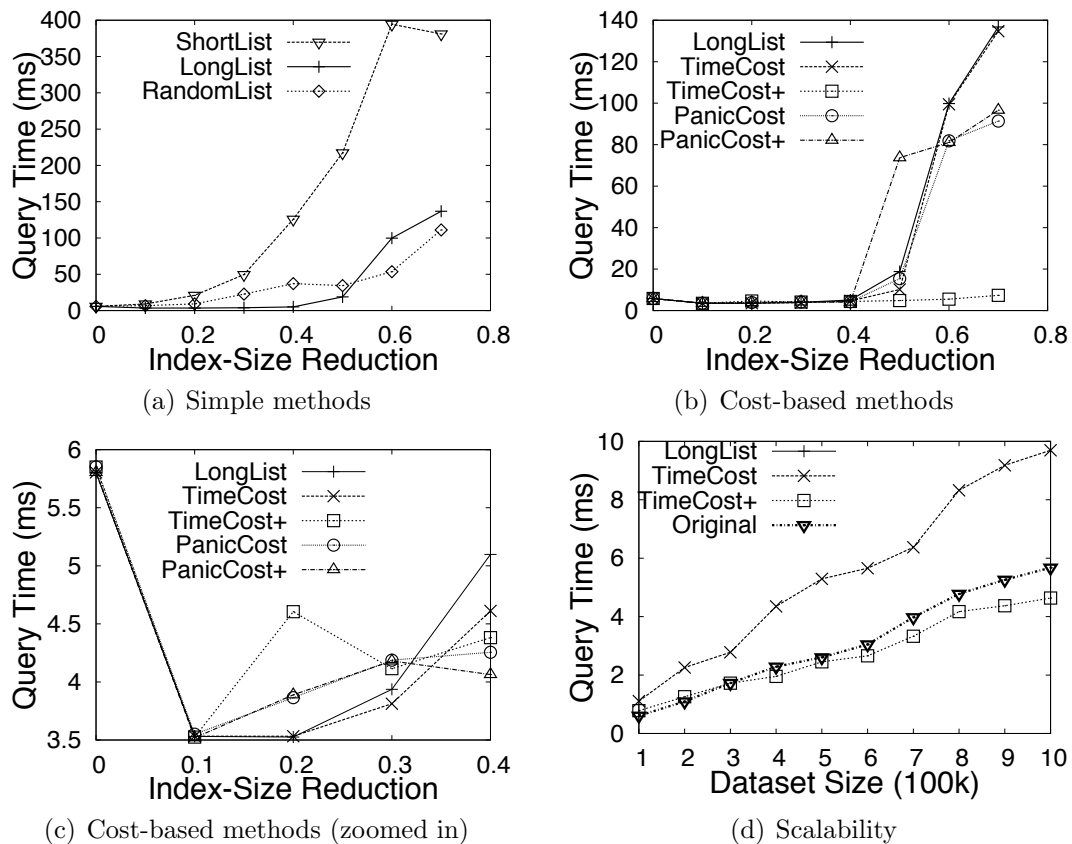 400
350
300
250
200
150
100
50
0
Query Time (ms)
ShortList
LongList
RandomList
0 0.2 0.4 0.6 0.8
Index-Size Reduction
(a) Simple methods
140
120
100
80
60
40
20
0
Query Time (ms)
LongList
TimeCost
TimeCost+
PanicCost
PanicCost+
0 0.2 0.4 0.6 0.8
Index-Size Reduction
(b) Cost-based methods
6
5.5
5
4.5
4
3.5
Query Time (ms)
LongList
TimeCost
TimeCost+
PanicCost
PanicCost+
0 0.1 0.2 0.3 0.4
Index-Size Reduction
(c) Cost-based methods (zoomed in)
10
8
6
4
2
0
Query Time (ms)
LongList
TimeCost
TimeCost+
Original
1 2 3 4 5 6 7 8 9 10
Dataset Size (100k)
(d) Scalability